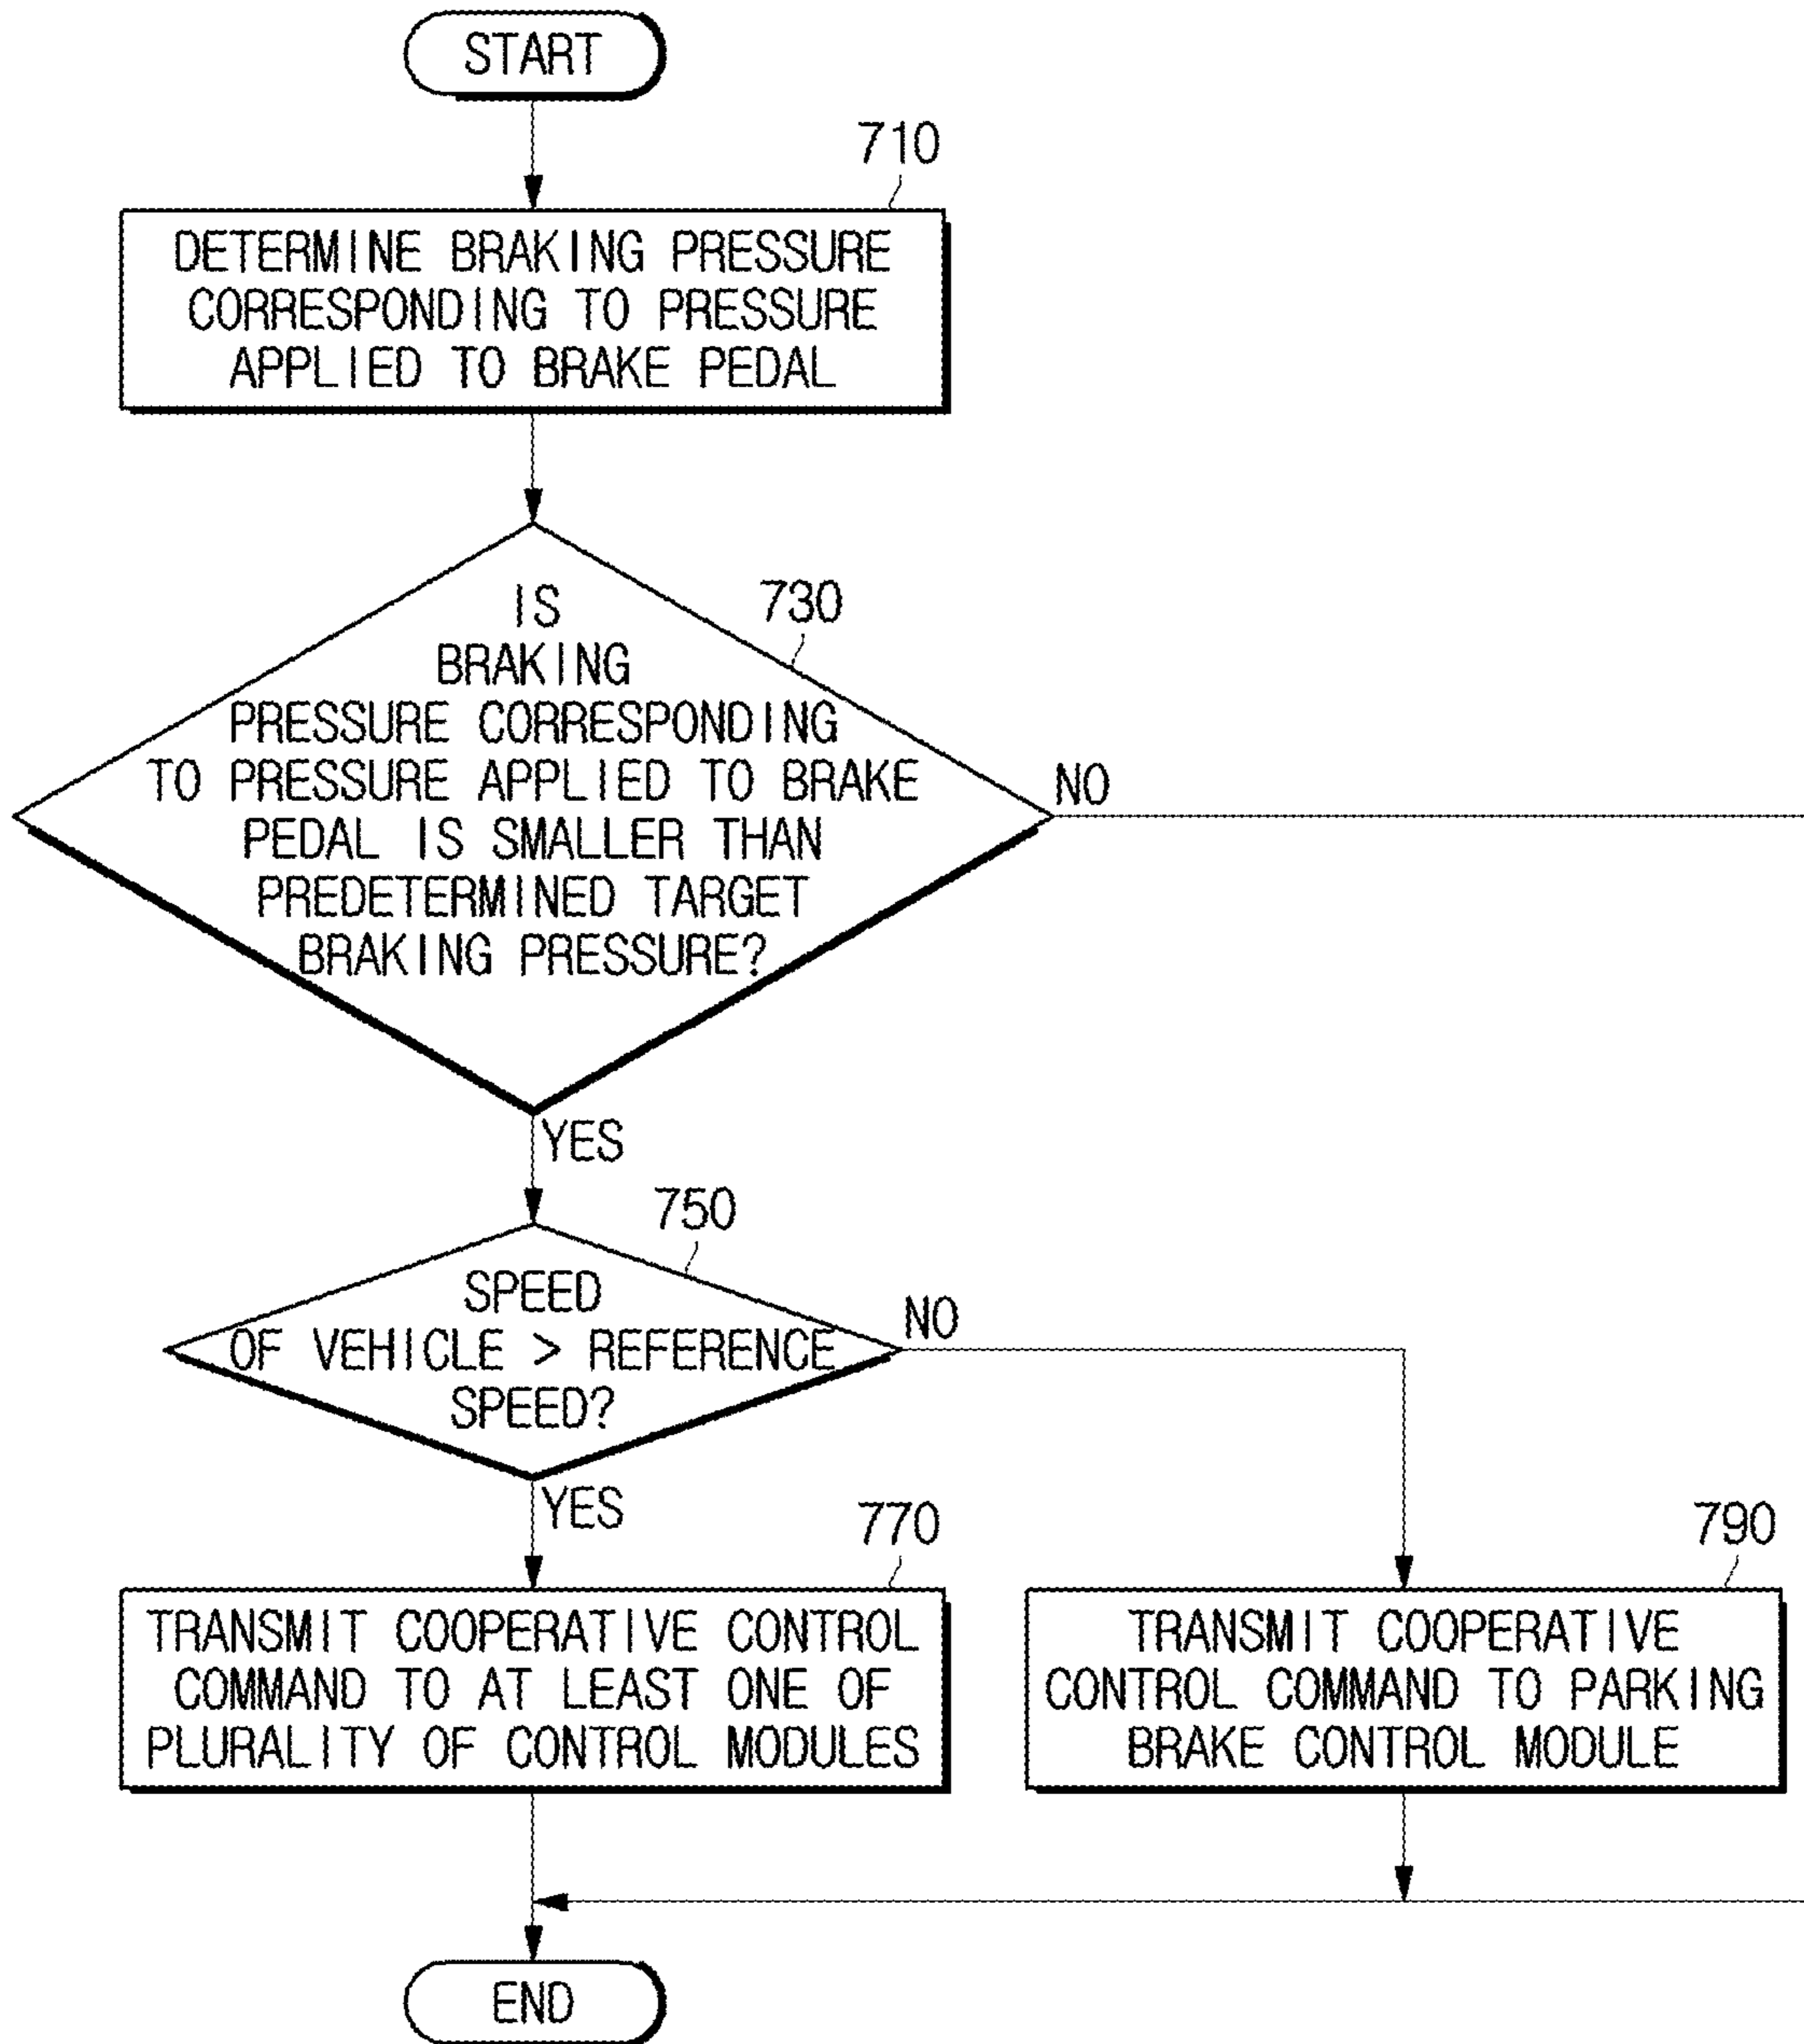 START
710
DETERMINE BRAKING PRESSURE
CORRESPONDING TO PRESSURE
APPLIED TO BRAKE PEDAL
730
IS
BRAKING
PRESSURE CORRESPONDING
TO PRESSURE APPLIED TO BRAKE
PEDAL IS SMALLER THAN
PREDETERMINED TARGET
BRAKING PRESSURE?
NO
YES
750
SPEED
OF VEHICLE > REFERENCE
SPEED?
NO
YES
770
TRANSMIT COOPERATIVE CONTROL
COMMAND TO AT LEAST ONE OF
PLURALITY OF CONTROL MODULES
790
TRANSMIT COOPERATIVE
CONTROL COMMAND TO PARKING
BRAKE CONTROL MODULE
END